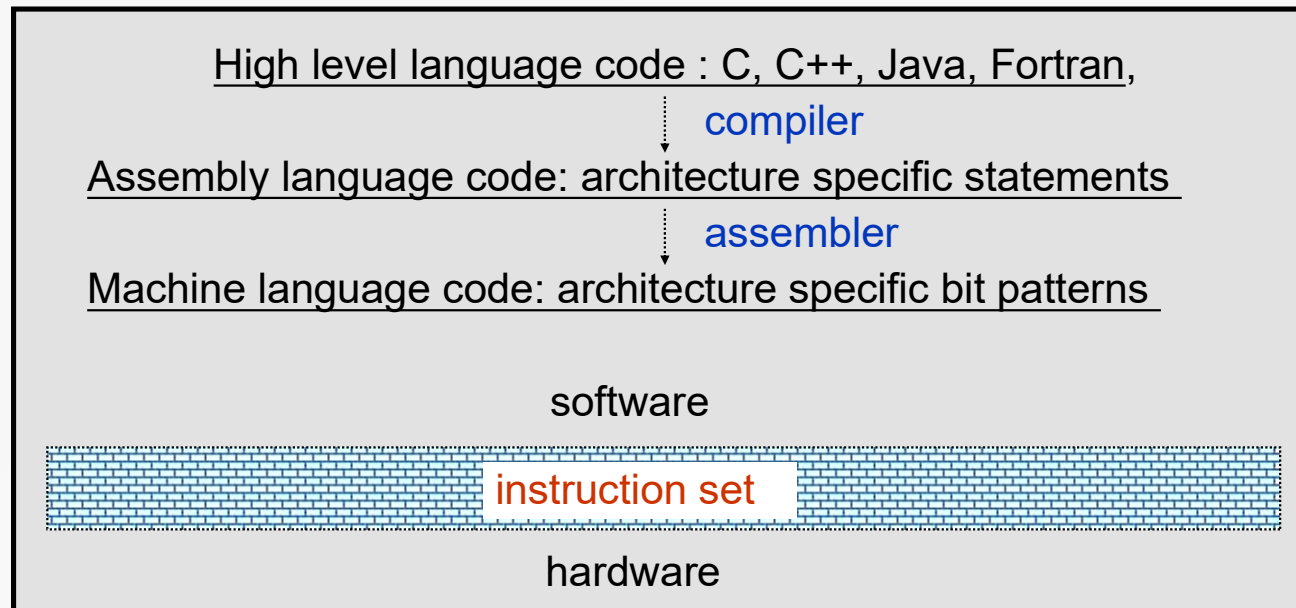 High level language code : C, C++, Java, Fortran,
compiler
Assembly language code: architecture specific statements
assembler
Machine language code: architecture specific bit patterns
software
instruction set
hardware